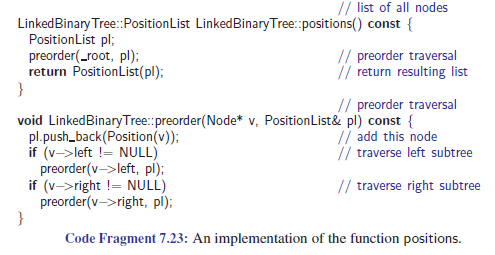 // list of all nodes
LinkedBinaryTree::PositionList LinkedBinaryTree::positions() const {
PositionList pl;
preorder(_root, pl); // preorder traversal
return PositionList(pl); // return resulting list
}
// preorder traversal
void LinkedBinaryTree::preorder(Node* v, PositionList& pl) const {
pl.push_back(Position(v)); // add this node
if (v->left != NULL) // traverse left subtree
preorder(v->left, pl);
if (v->right != NULL) // traverse right subtree
preorder(v->right, pl);
}
Code Fragment 7.23: An implementation of the function positions.